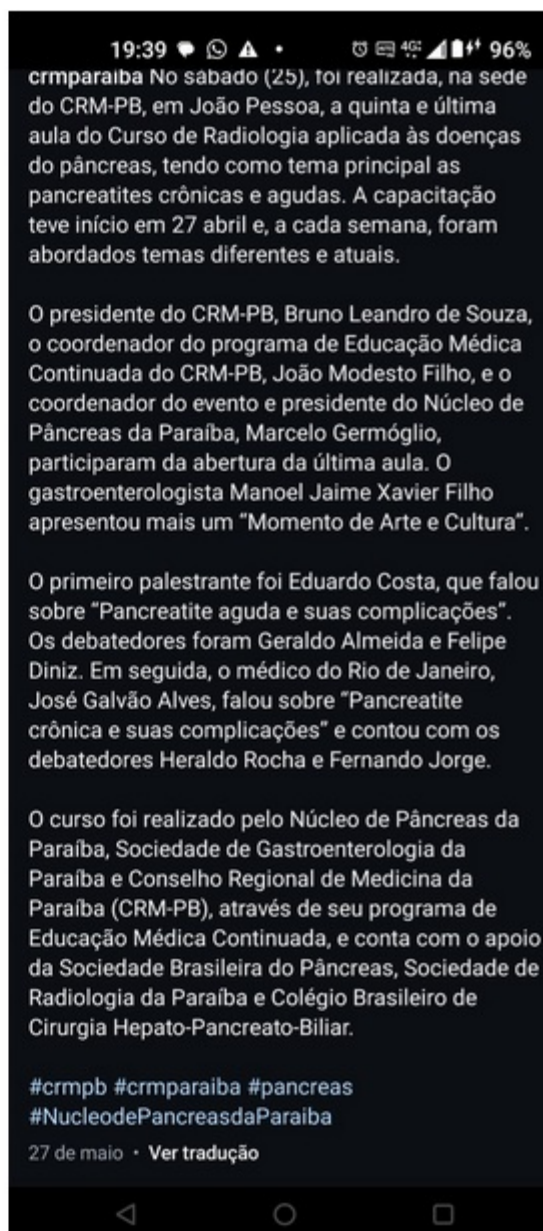 19:39
4G
96%
crmparaiba No sábado (25), foi realizada, na sede
do CRM-PB, em João Pessoa, a quinta e última
aula do Curso de Radiologia aplicada às doenças
do pâncreas, tendo como tema principal as
pancreatites crônicas e agudas. A capacitação
teve início em 27 abril e, a cada semana, foram
abordados temas diferentes e atuais.
O presidente do CRM-PB, Bruno Leandro de Souza,
o coordenador do programa de Educação Médica
Continuada do CRM-PB, João Modesto Filho, e o
coordenador do evento e presidente do Núcleo de
Pâncreas da Paraíba, Marcelo Germóglio,
participaram da abertura da última aula. O
gastroenterologista Manoel Jaime Xavier Filho
apresentou mais um “Momento de Arte e Cultura”.
O primeiro palestrante foi Eduardo Costa, que falou
sobre “Pancreatite aguda e suas complicações”.
Os debatedores foram Geraldo Almeida e Felipe
Diniz. Em seguida, o médico do Rio de Janeiro,
José Galvão Alves, falou sobre “Pancreatite
crônica e suas complicações” e contou com os
debatedores Heraldo Rocha e Fernando Jorge.
O curso foi realizado pelo Núcleo de Pâncreas da
Paraíba, Sociedade de Gastroenterologia da
Paraíba e Conselho Regional de Medicina da
Paraíba (CRM-PB), através de seu programa de
Educação Médica Continuada, e conta com o apoio
da Sociedade Brasileira do Pâncreas, Sociedade de
Radiologia da Paraíba e Colégio Brasileiro de
Cirurgia Hepato-Pancreato-Biliar.
#crmpb #crmparaiba #pancreas
#NucleodePancreasdaParaiba
27 de maio • Ver tradução